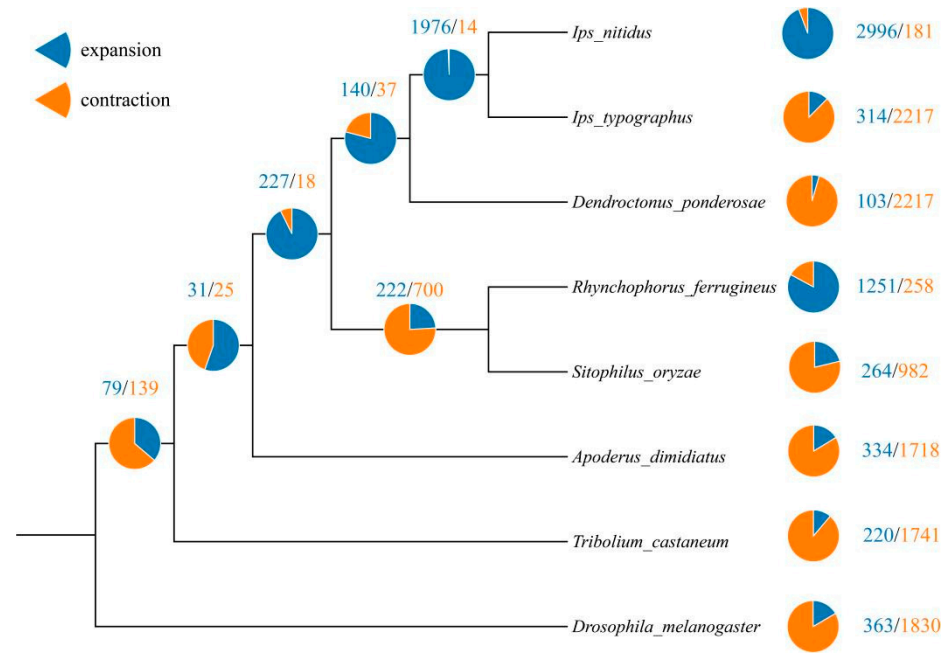 expansion
contraction
1976/14
140/37
227/18
31/25
222/700
79/139
Ips_nitidus 2996/181
Ips_typographus 314/2217
Dendroctonus_ponderosae 103/2217
Rhynchophorus_ferrugineus 1251/258
Sitophilus_oryzae 264/982
Apoderus_dimidiatus 334/1718
Tribolium_castaneum 220/1741
Drosophila_melanogaster 363/1830